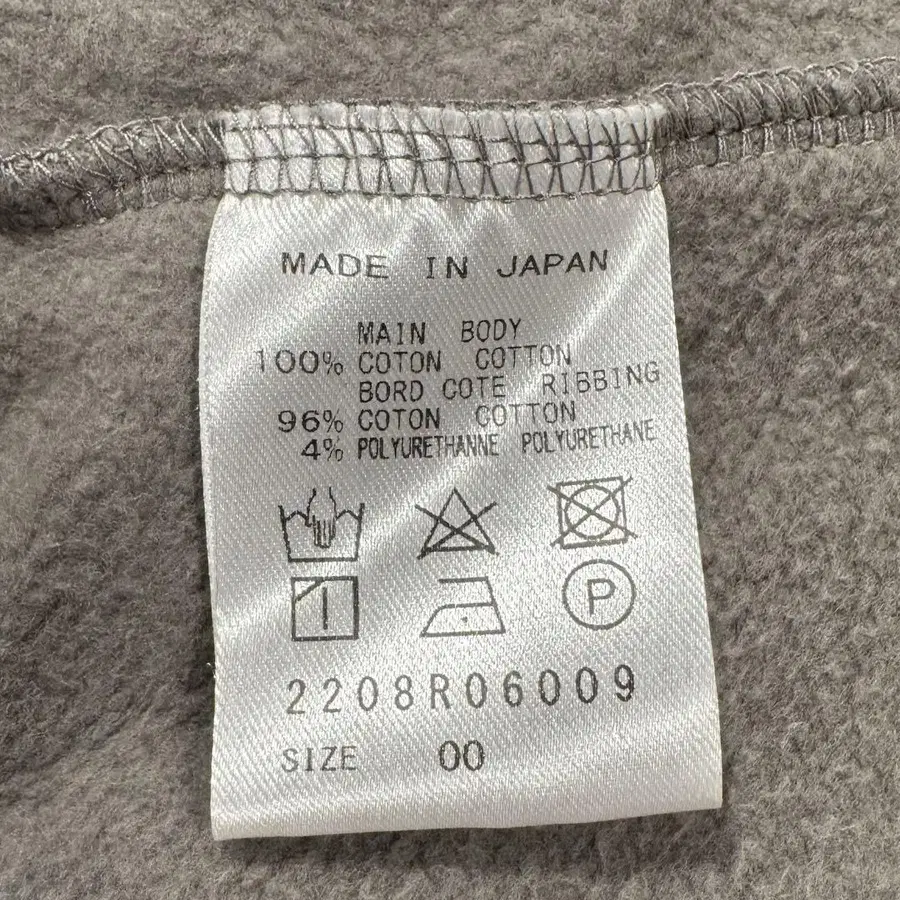 MADE IN JAPAN
MAIN BODY
100% COTON COTTON
BORD COTE RIBBING
96% COTON COTTON
4% POLYURETHANNE POLYURETHANE
P
2208R06009
SIZE 00